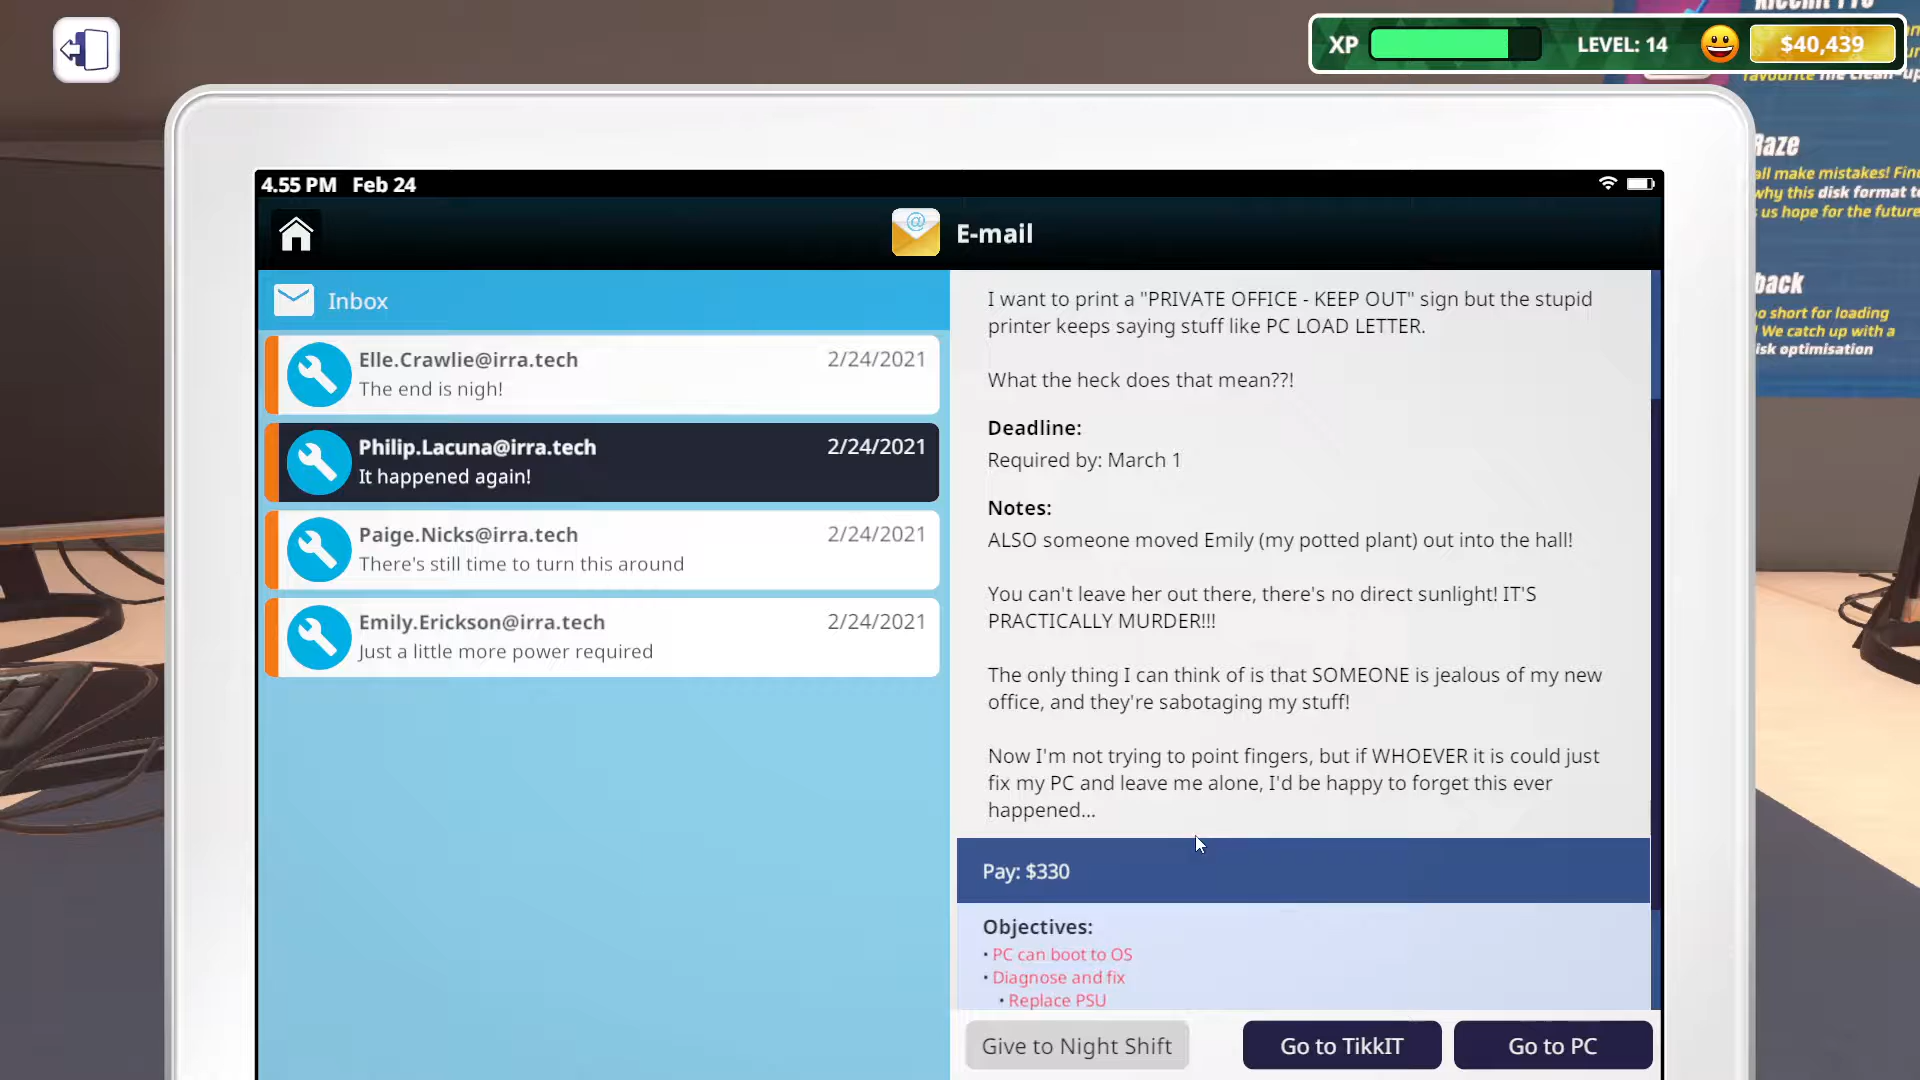 XP
LEVEL: 14
$40,439
Raze
all make mistakes! Find
why this disk format to
us hope for the future
back
o short for loading
! We catch up with a
isk optimisation
4.55 PM Feb 24
E-mail
Inbox
Elle.Crawlie@irra.tech 2/24/2021
The end is nigh!
Philip.Lacuna@irra.tech 2/24/2021
It happened again!
Paige.Nicks@irra.tech 2/24/2021
There's still time to turn this around
Emily.Erickson@irra.tech 2/24/2021
Just a little more power required
I want to print a "PRIVATE OFFICE - KEEP OUT" sign but the stupid
printer keeps saying stuff like PC LOAD LETTER.
What the heck does that mean??!
Deadline:
Required by: March 1
Notes:
ALSO someone moved Emily (my potted plant) out into the hall!
You can't leave her out there, there's no direct sunlight! IT'S
PRACTICALLY MURDER!!!
The only thing I can think of is that SOMEONE is jealous of my new
office, and they're sabotaging my stuff!
Now I'm not trying to point fingers, but if WHOEVER it is could just
fix my PC and leave me alone, I'd be happy to forget this ever
happened...
Pay: $330
Objectives:
• PC can boot to OS
• Diagnose and fix
• Replace PSU
Give to Night Shift
Go to TikkIT
Go to PC